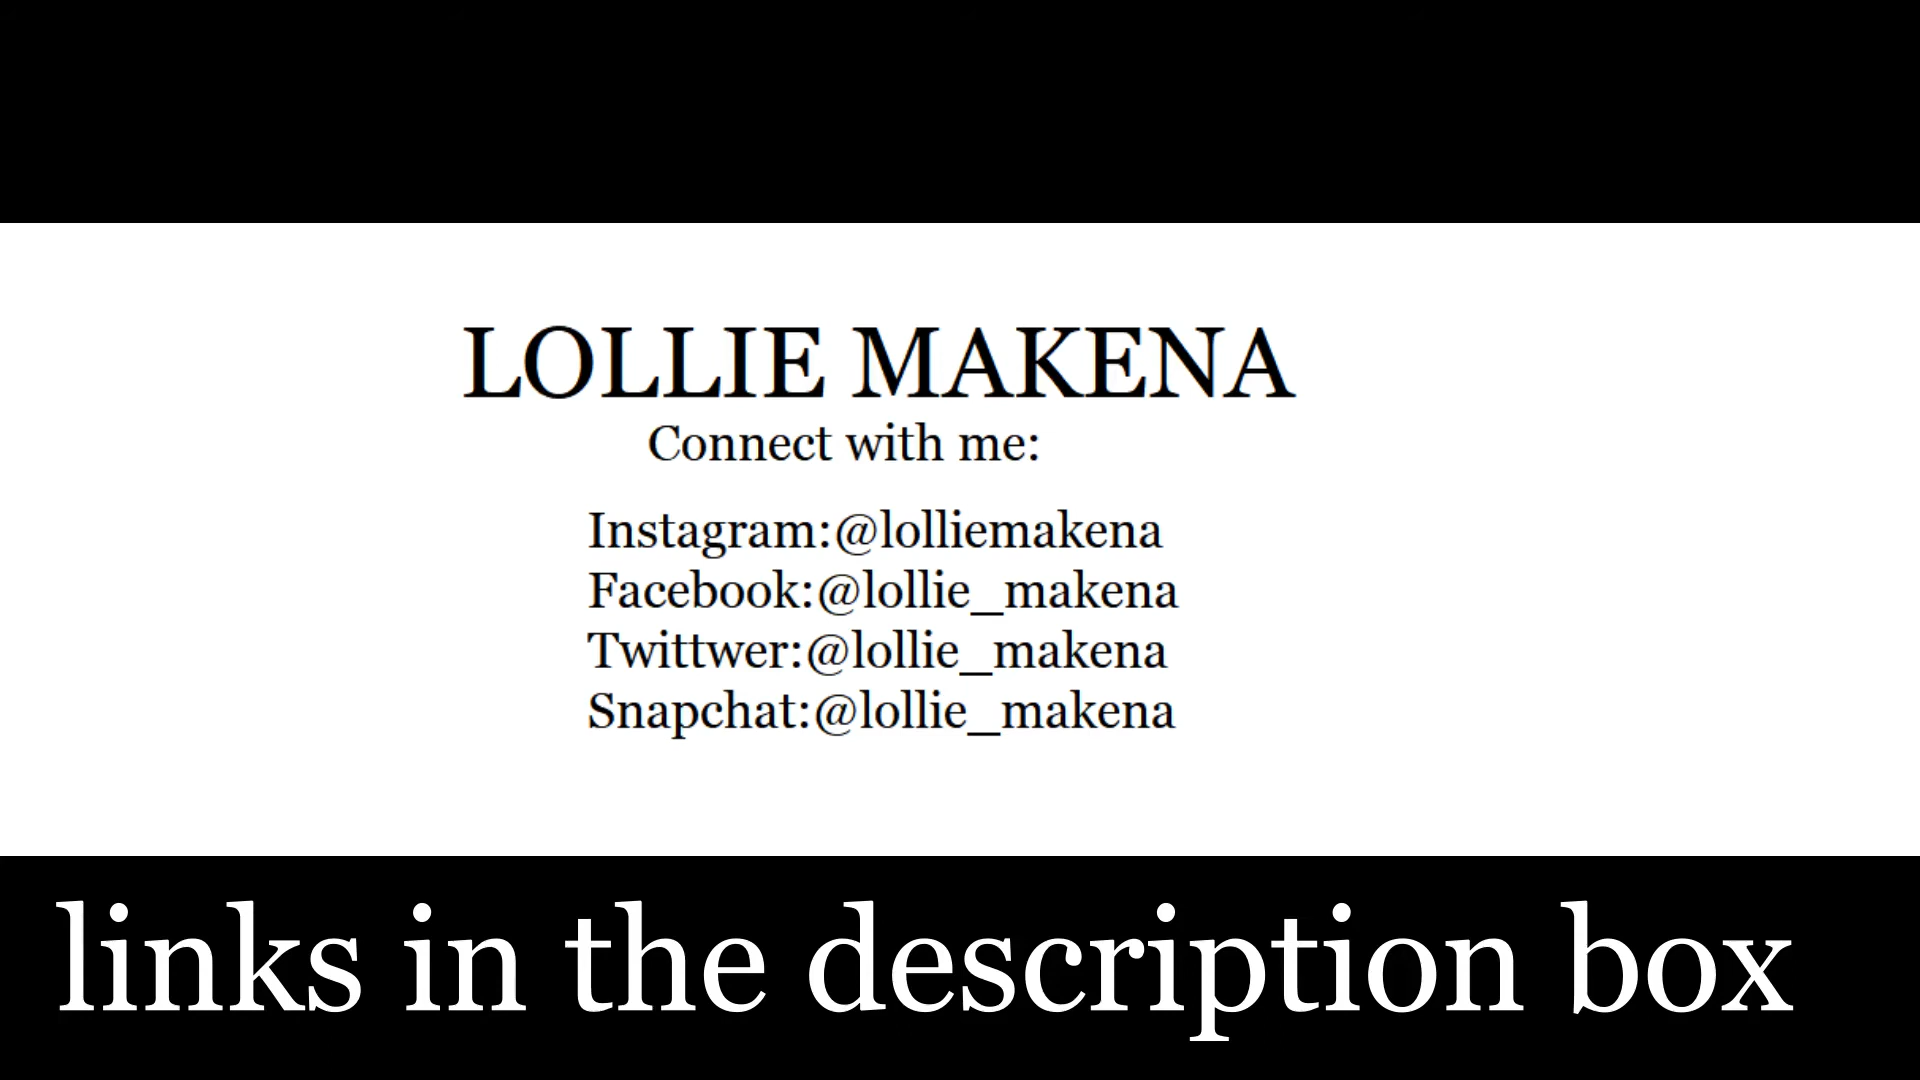 LOLLIE MAKENA
Connect with me:
Instagram:@lolliemakena
Facebook:@lollie_makena
Twittwer:@lollie_makena
Snapchat:@lollie_makena
links in the description box